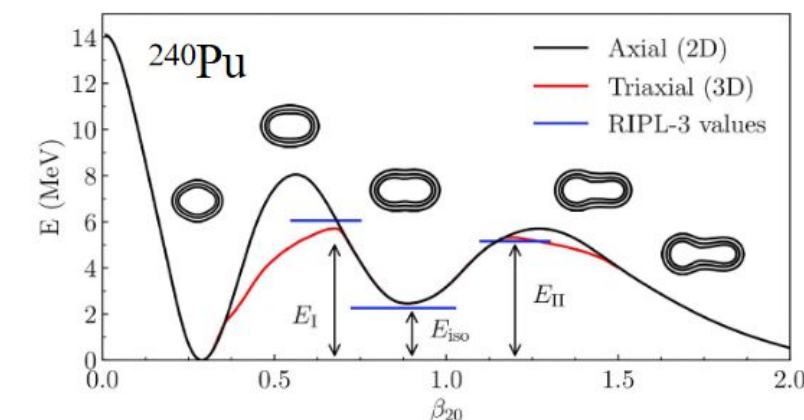 ²⁴⁰Pu
Axial (2D)
Triaxial (3D)
RIPL-3 values
E (MeV)
14
12
10
8
6
4
2
0
E_I
E_iso
E_II
0.0
0.5
1.0
1.5
2.0
β₂₀